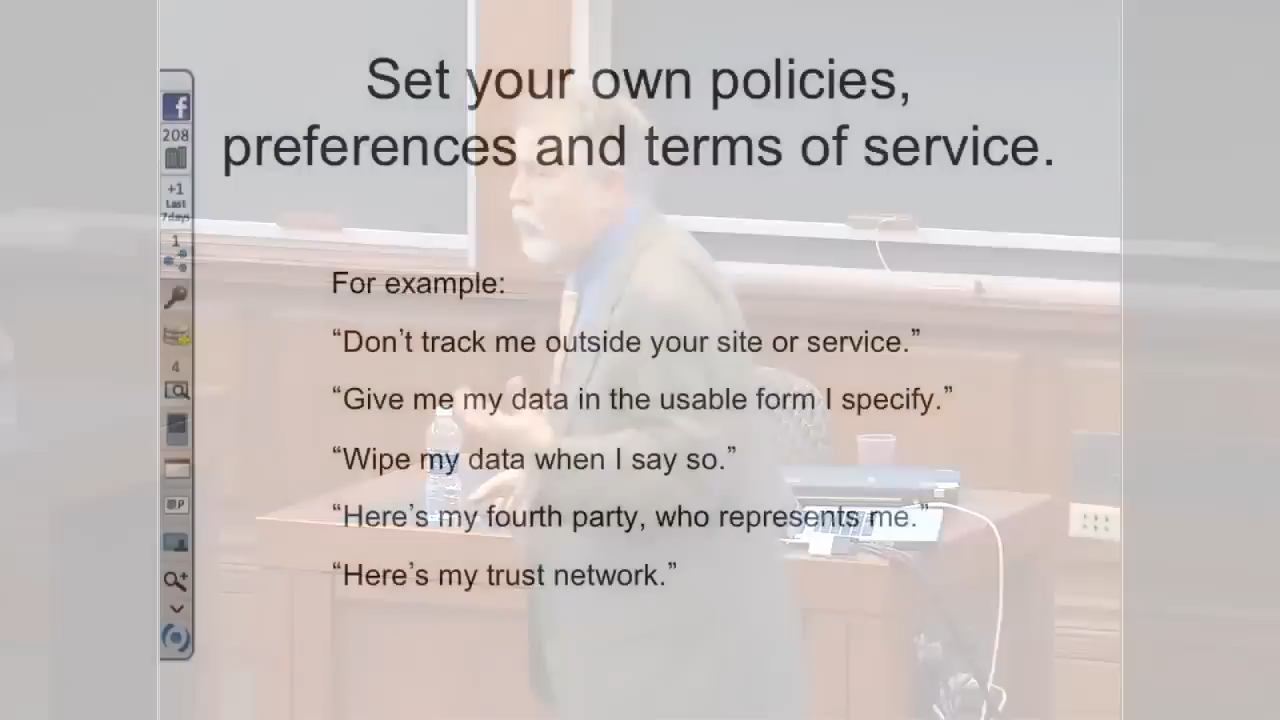 Set your own policies,
preferences and terms of service.
f
208
+1
Last
7days
1
4
For example:
“Don’t track me outside your site or service.”
“Give me my data in the usable form I specify.”
“Wipe my data when I say so.”
“Here’s my fourth party, who represents me.”
“Here’s my trust network.”